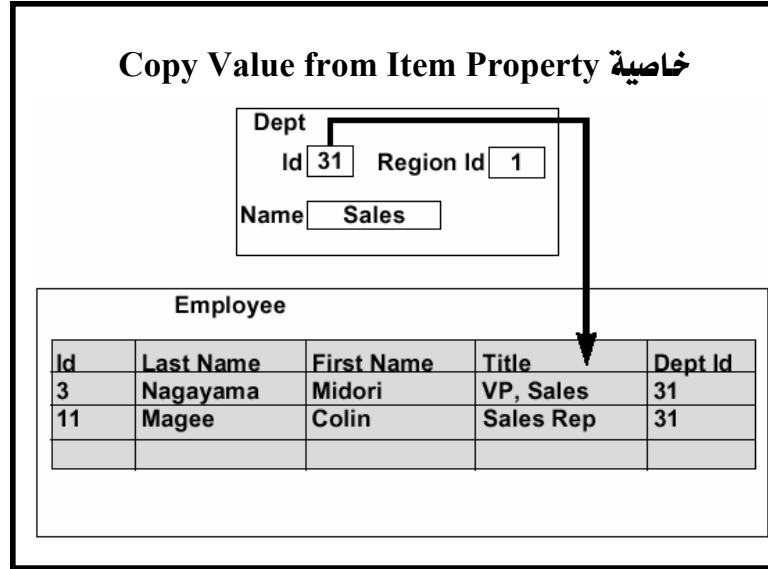 خاصية Copy Value from Item Property
Dept
Id 31 Region Id 1
Name Sales
Employee
Id Last Name First Name Title Dept Id
3 Nagayama Midori VP, Sales 31
11 Magee Colin Sales Rep 31